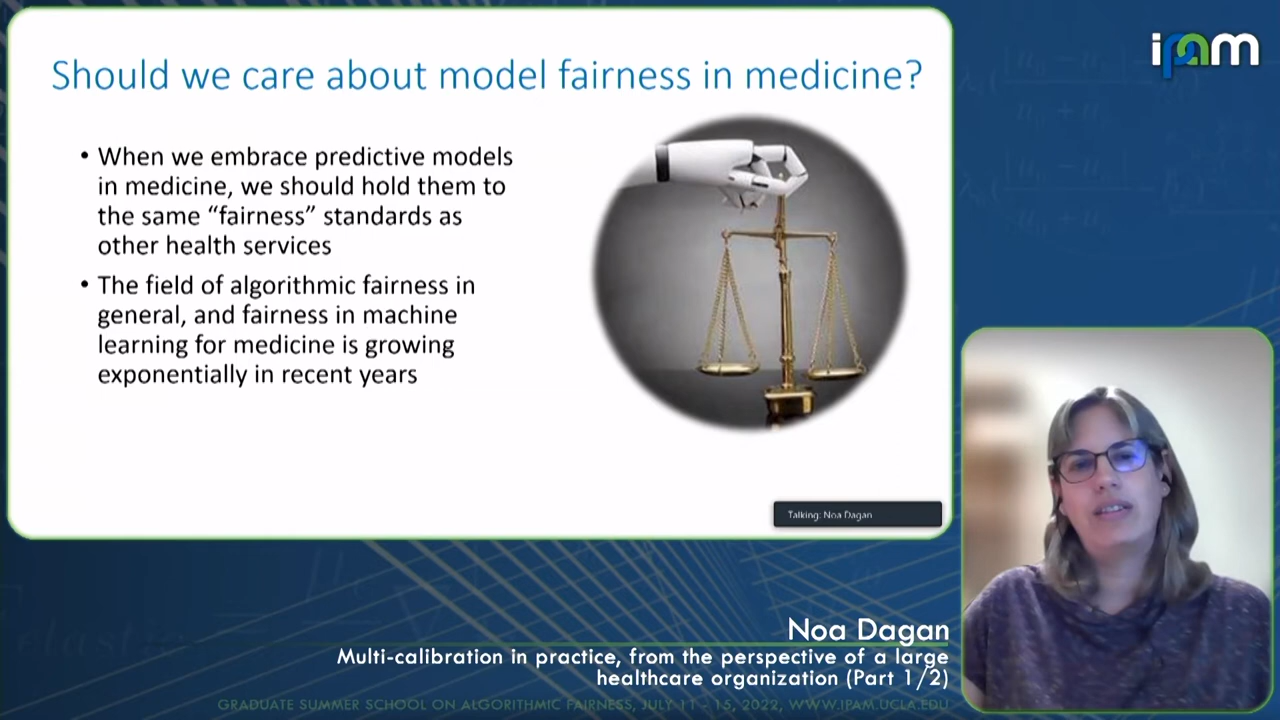 Should we care about model fairness in medicine?
• When we embrace predictive models
in medicine, we should hold them to
the same “fairness” standards as
other health services
• The field of algorithmic fairness in
general, and fairness in machine
learning for medicine is growing
exponentially in recent years
Talking: Noa Dagan
ipam
Noa Dagan
Multi-calibration in practice, from the perspective of a large
healthcare organization (Part 1/2)
GRADUATE SUMMER SCHOOL ON ALGORITHMIC FAIRNESS, JULY 11 - 15, 2022, WWW.IPAM.UCLA.EDU